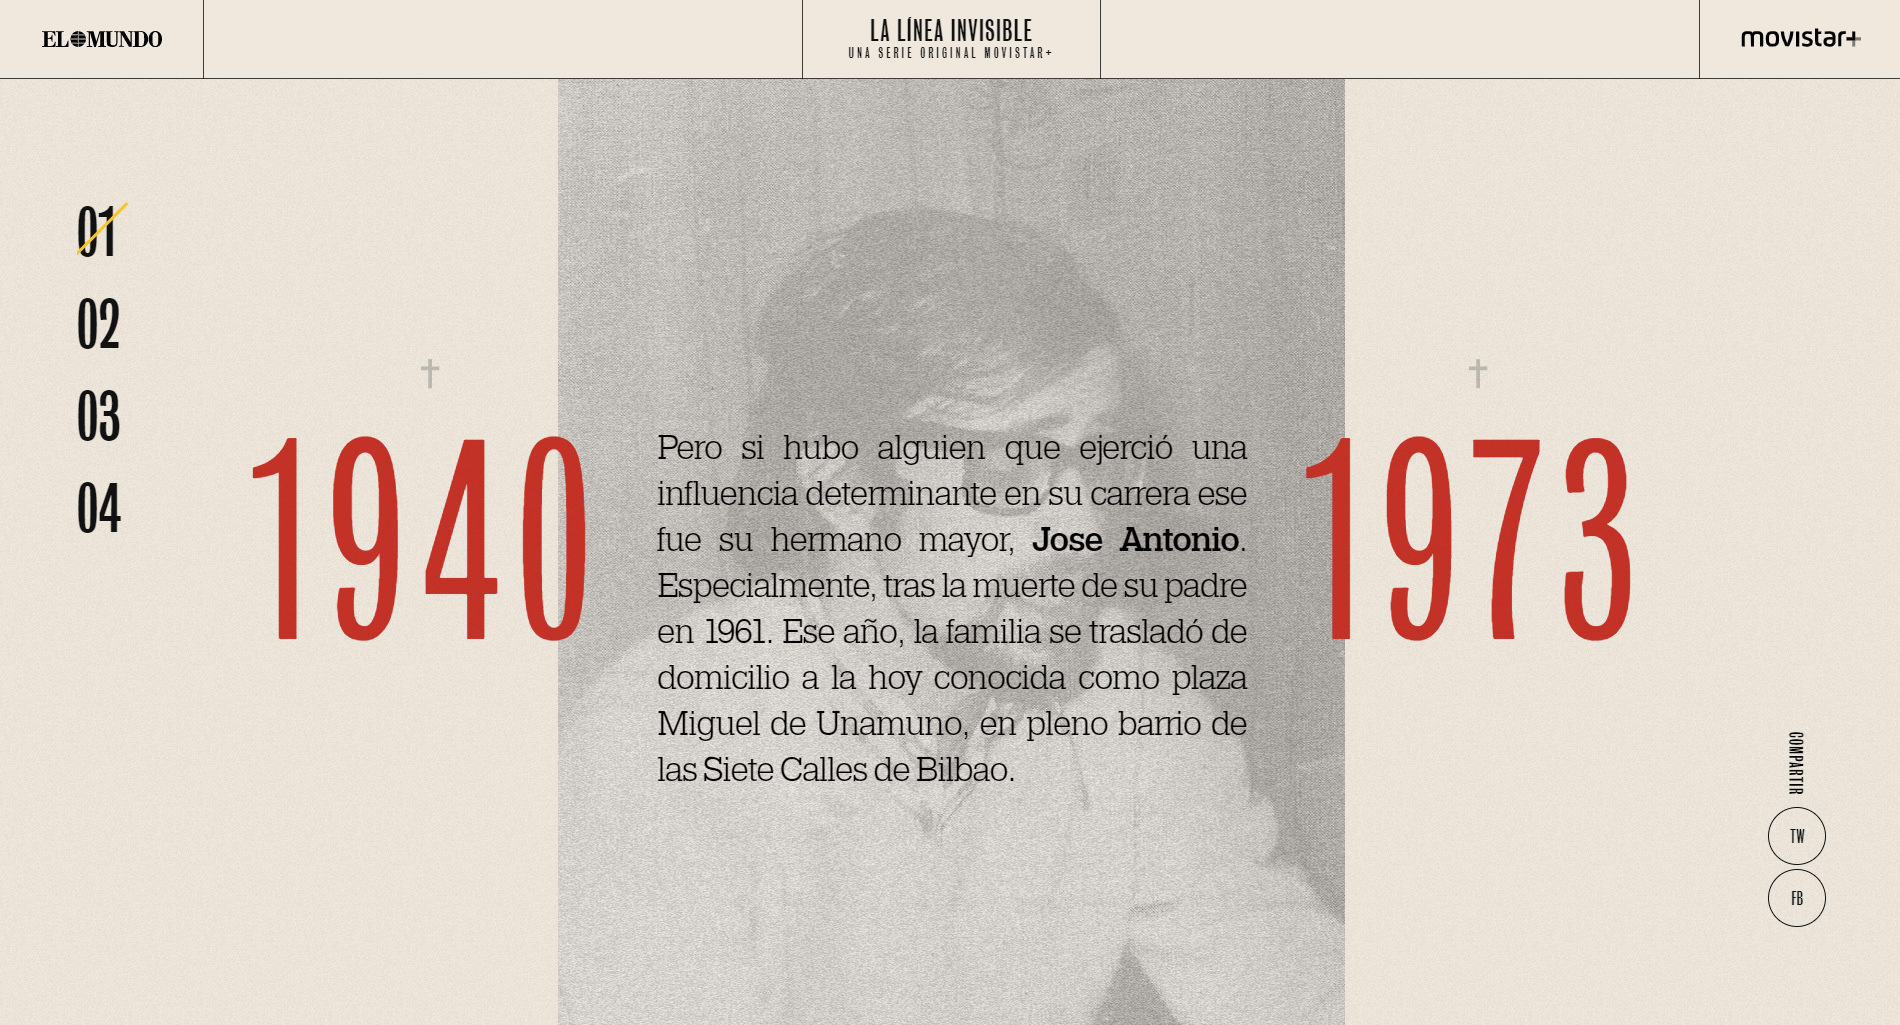 EL MUNDO
LA LÍNEA INVISIBLE
UNA SERIE ORIGINAL MOVISTAR+
movistar+
01
02
03
04
1940
Pero si hubo alguien que ejerció una
influencia determinante en su carrera ese
fue su hermano mayor, Jose Antonio.
Especialmente, tras la muerte de su padre
en 1961. Ese año, la familia se trasladó de
domicilio a la hoy conocida como plaza
Miguel de Unamuno, en pleno barrio de
las Siete Calles de Bilbao.
1973
COMPARTIR
TW
FB